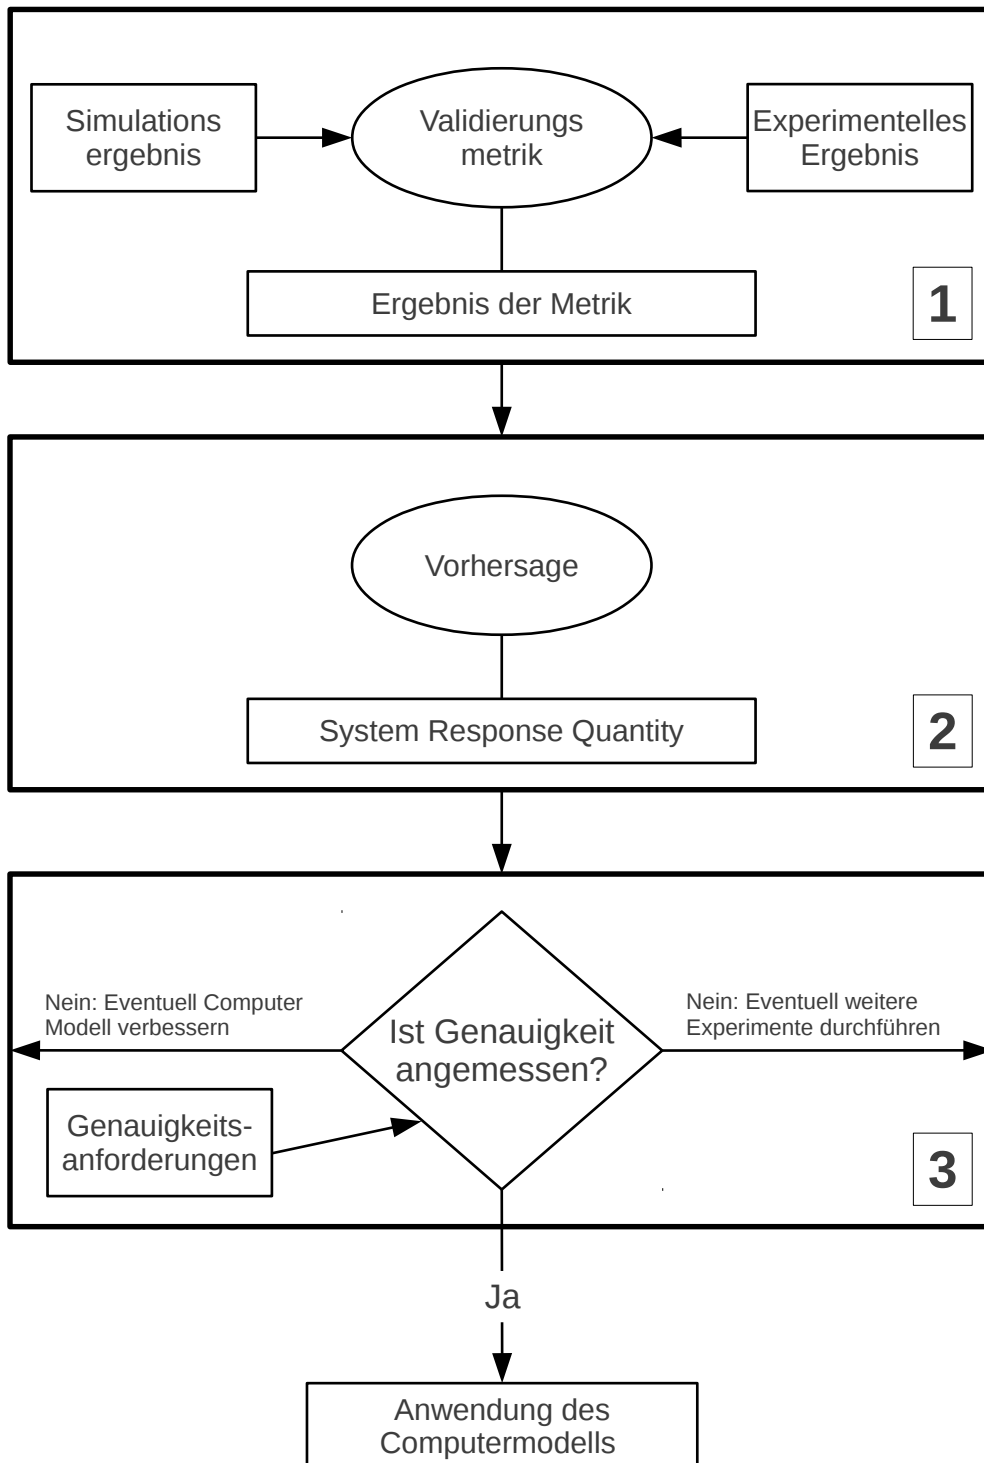 Simulations
ergebnis
Validierungs
metrik
Experimentelles
Ergebnis
Ergebnis der Metrik
1
Vorhersage
System Response Quantity
2
Nein: Eventuell Computer
Modell verbessern
Ist Genauigkeit
angemessen?
Nein: Eventuell weitere
Experimente durchführen
Genauigkeits-
anforderungen
3
Ja
Anwendung des
Computermodells